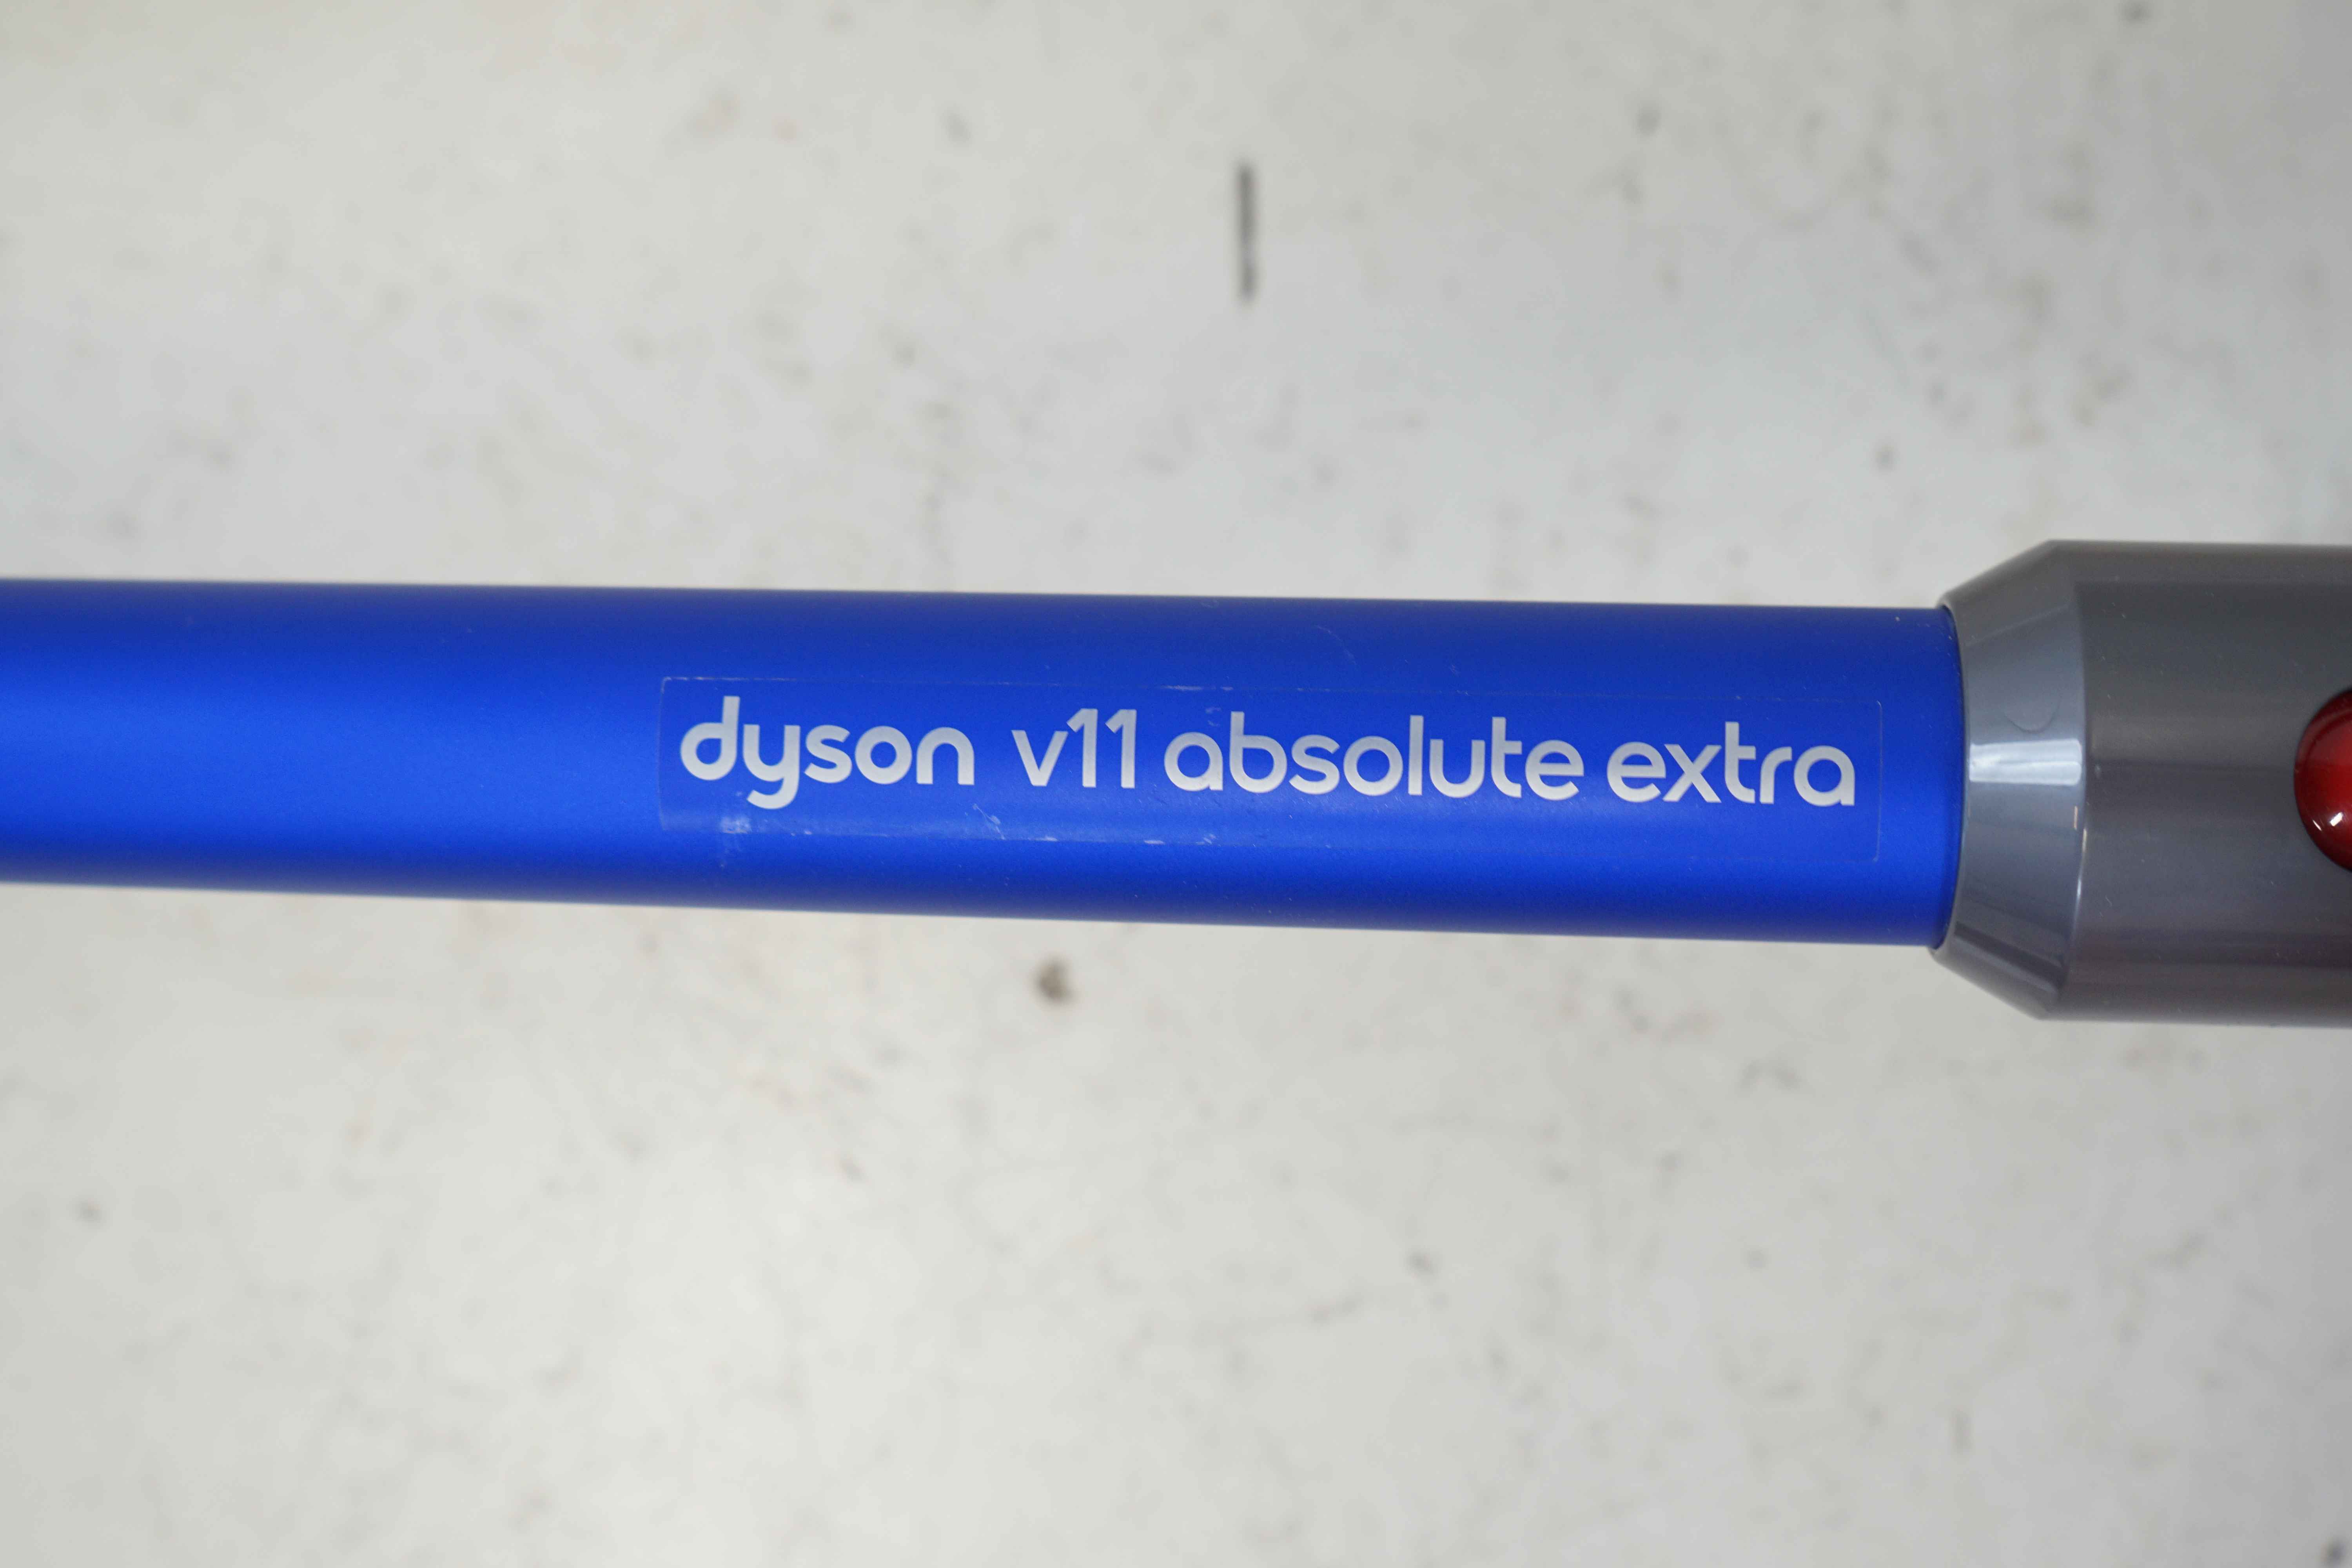 dyson v11 absolute extra